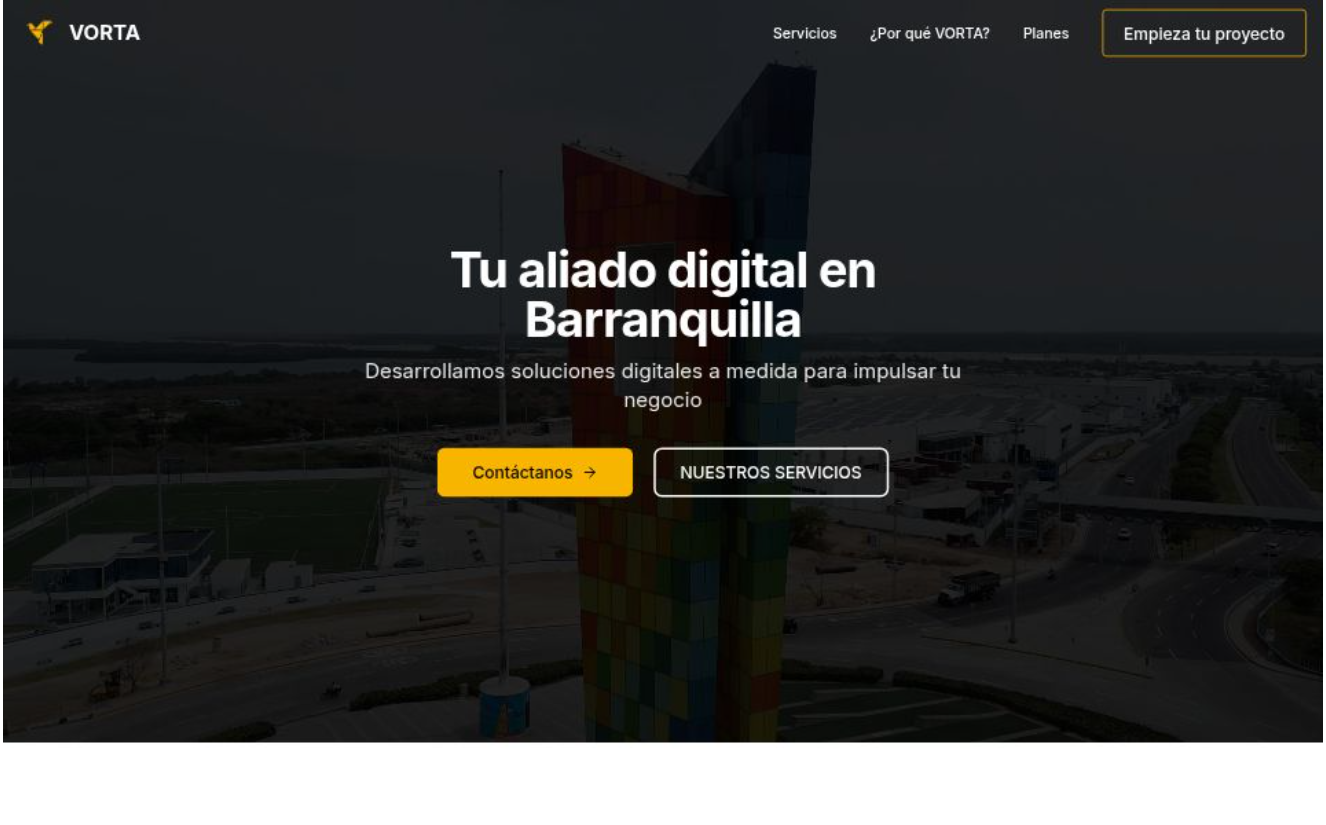 VORTA
Servicios
¿Por qué VORTA?
Planes
Empieza tu proyecto
Tu aliado digital en
Barranquilla
Desarrollamos soluciones digitales a medida para impulsar tu
negocio
Contáctanos →
NUESTROS SERVICIOS